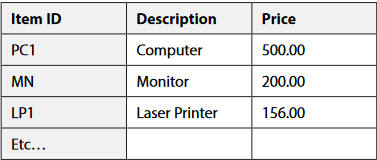 Item ID Description Price
PC1 Computer 500.00
MN Monitor 200.00
LP1 Laser Printer 156.00
Etc…